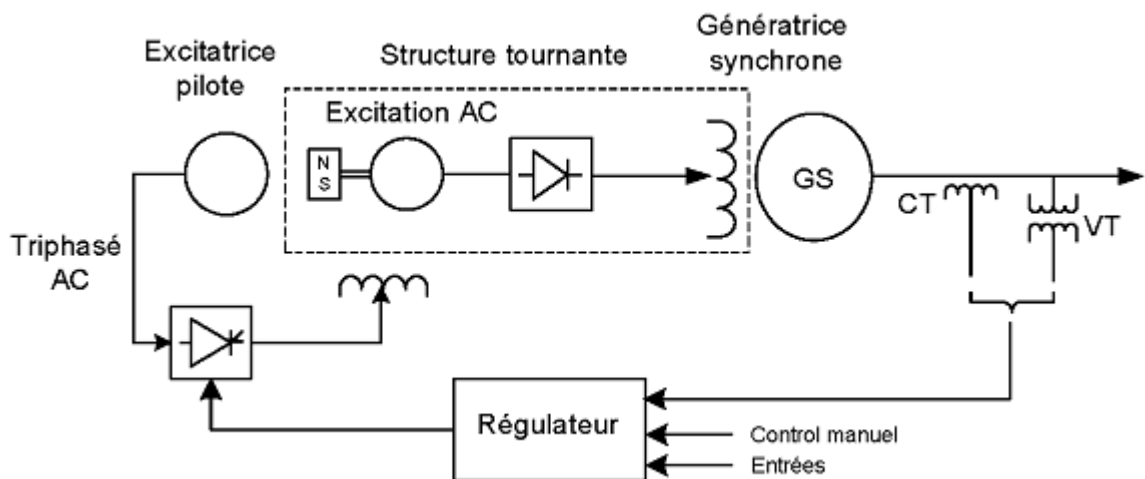 Excitatrice
pilote
Structure tournante
Génératrice
synchrone
Excitation AC
N
S
GS
CT
VT
Triphasé
AC
Régulateur
Control manuel
Entrées